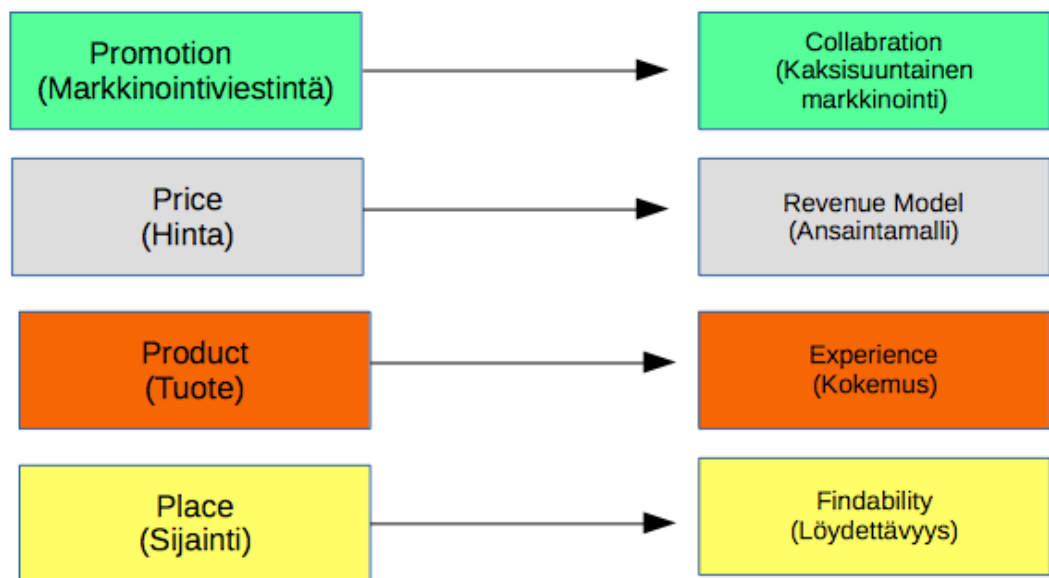 Promotion
(Markkinointiviestintä)
Collabration
(Kaksisuuntainen
markkinointi)
Price
(Hinta)
Revenue Model
(Ansaintamalli)
Product
(Tuote)
Experience
(Kokemus)
Place
(Sijainti)
Findability
(Löydettävyys)